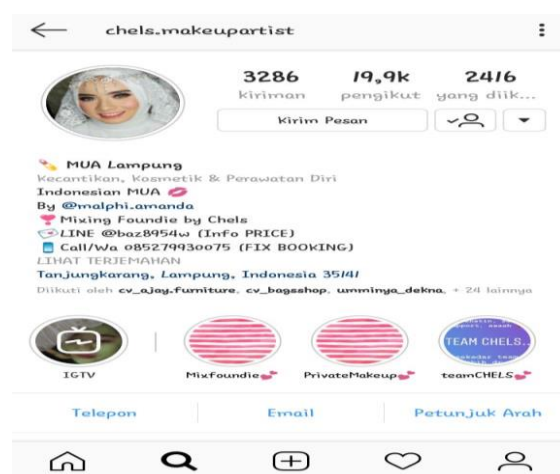 chels.makeupartist
3286 19,9k 2416
kiriman pengikut yang diik...
Kirim Pesan
MUA Lampung
Kecantikan, Kosmetik & Perawatan Diri
Indonesian MUA
By @malphi.amanda
Mixing Foundie by Chels
LINE @baz8954w (Info PRICE)
Call/Wa 085279930075 (FIX BOOKING)
LIHAT TERJEMAHAN
Tanjungkarang, Lampung, Indonesia 35141
Diikuti oleh cv_ajay.furniture, cv_bagsshop, umminya_dekna, + 24 lainnya
TEAM CHELS..
IGTV Mixfoundie💕 PrivateMakeup💕 teamCHELS💕
Telepon Email Petunjuk Arah